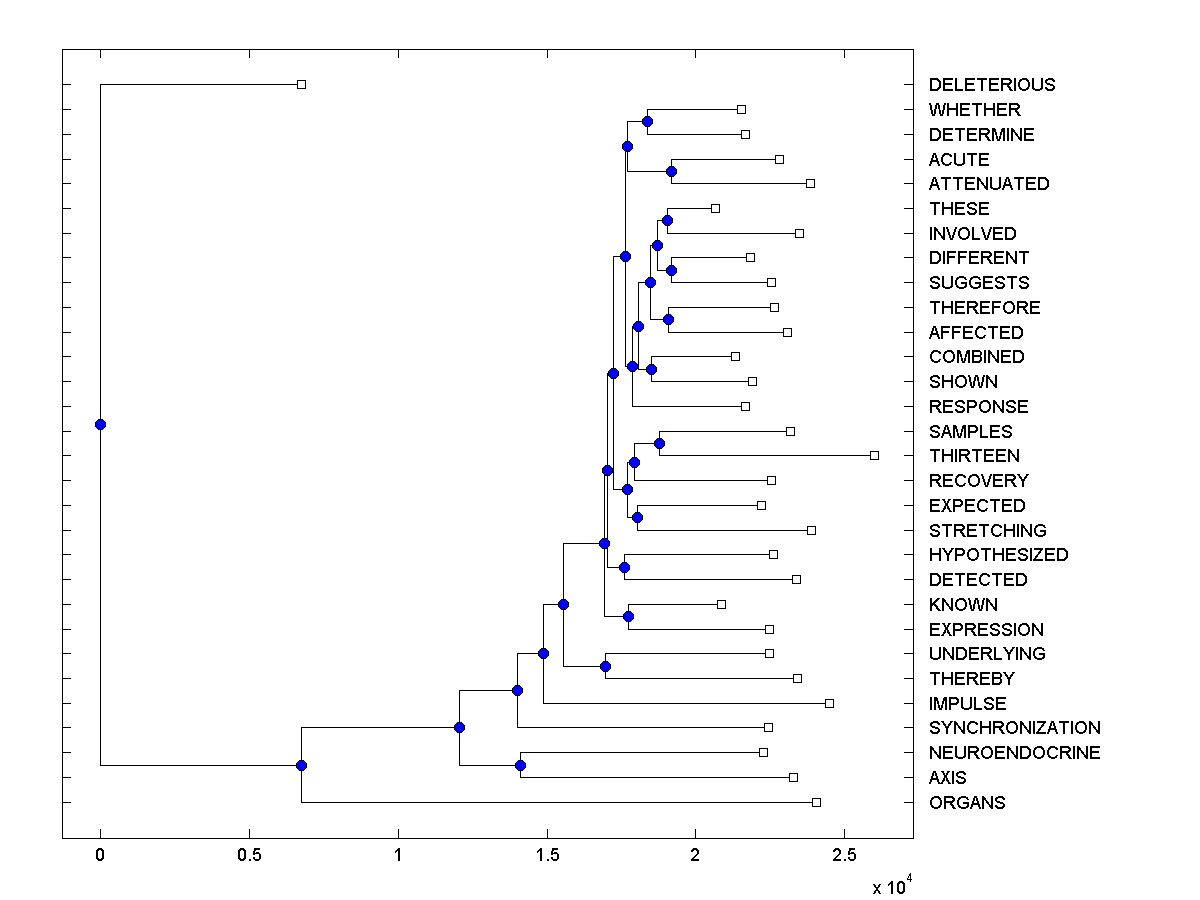 DELETERIOUS
WHETHER
DETERMINE
ACUTE
ATTENUATED
THESE
INVOLVED
DIFFERENT
SUGGESTS
THEREFORE
AFFECTED
COMBINED
SHOWN
RESPONSE
SAMPLES
THIRTEEN
RECOVERY
EXPECTED
STRETCHING
HYPOTHESIZED
DETECTED
KNOWN
EXPRESSION
UNDERLYING
THEREBY
IMPULSE
SYNCHRONIZATION
NEUROENDOCRINE
AXIS
ORGANS
0 0.5 1 1.5 2 2.5
x 10^4